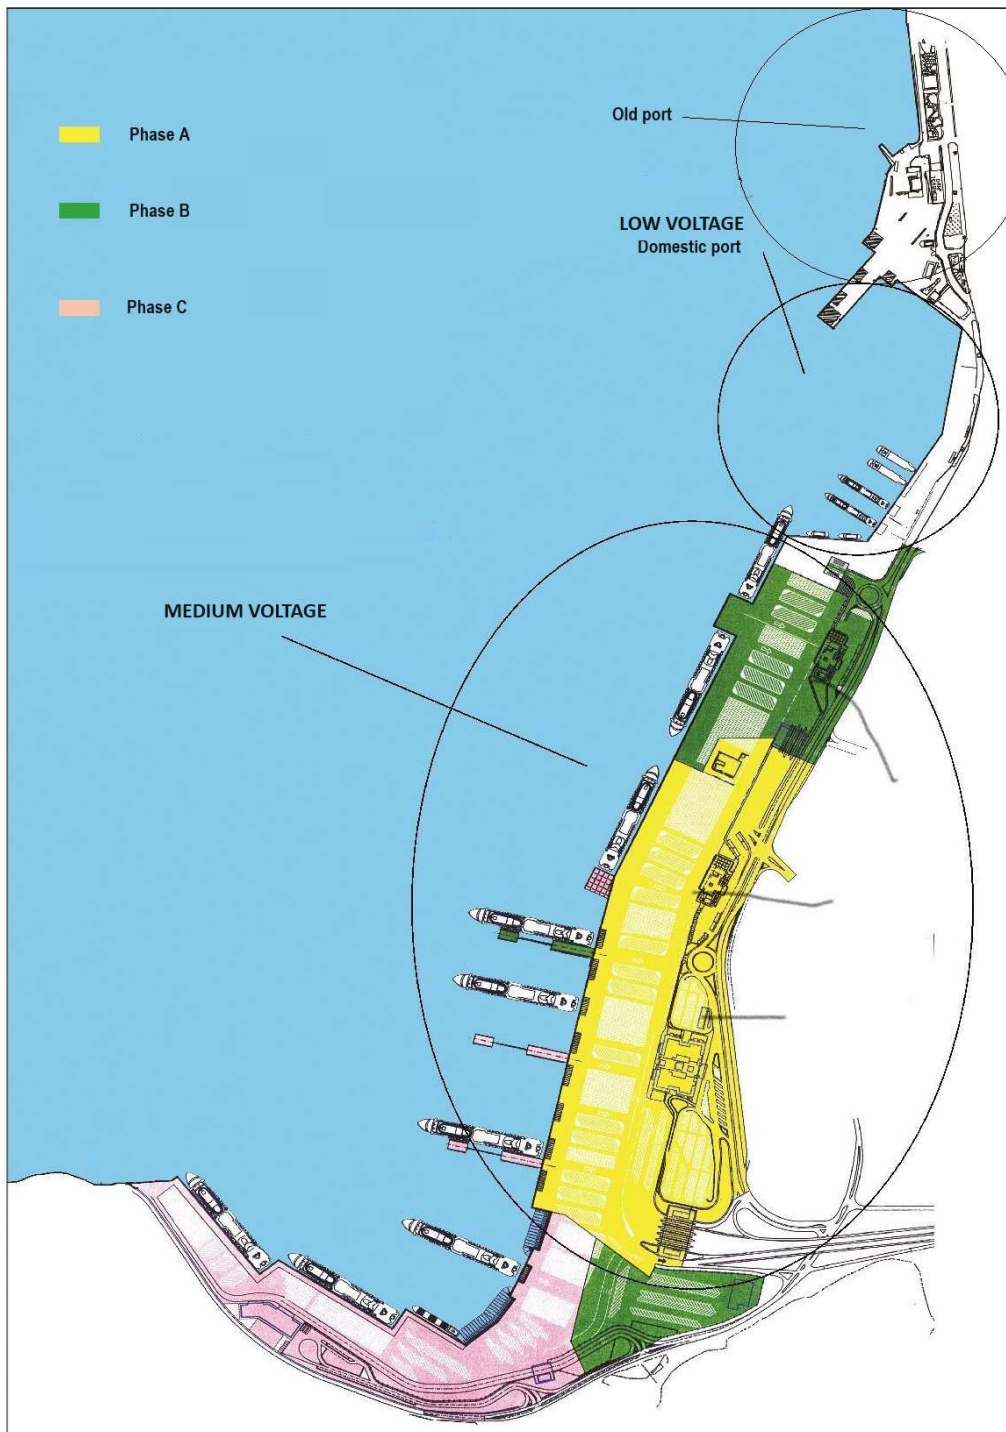 Old port
Phase A
Phase B
LOW VOLTAGE
Domestic port
Phase C
MEDIUM VOLTAGE